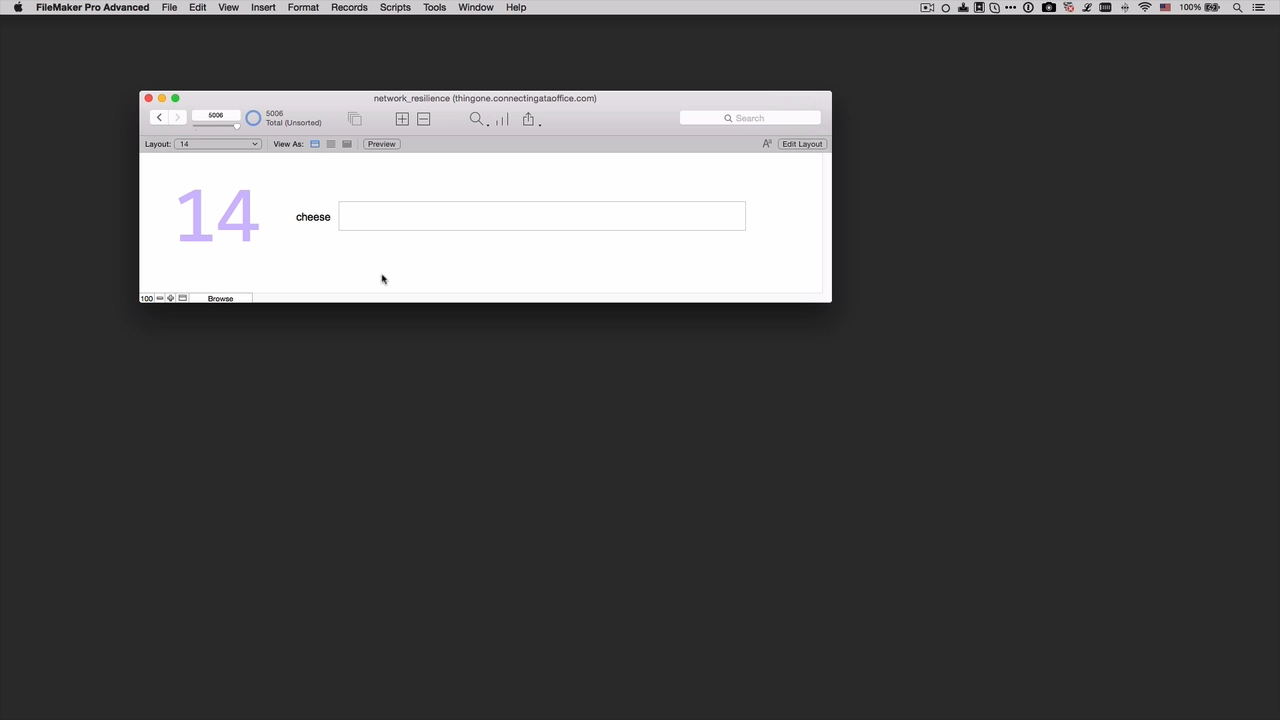 FileMaker Pro Advanced File Edit View Insert Format Records Scripts Tools Window Help 100%
network_resilience (thingone.connectingataoffice.com)
5006 5006
Total (Unsorted)
Search
Layout: 14 View As: Preview Aa Edit Layout
14 cheese
100 Browse